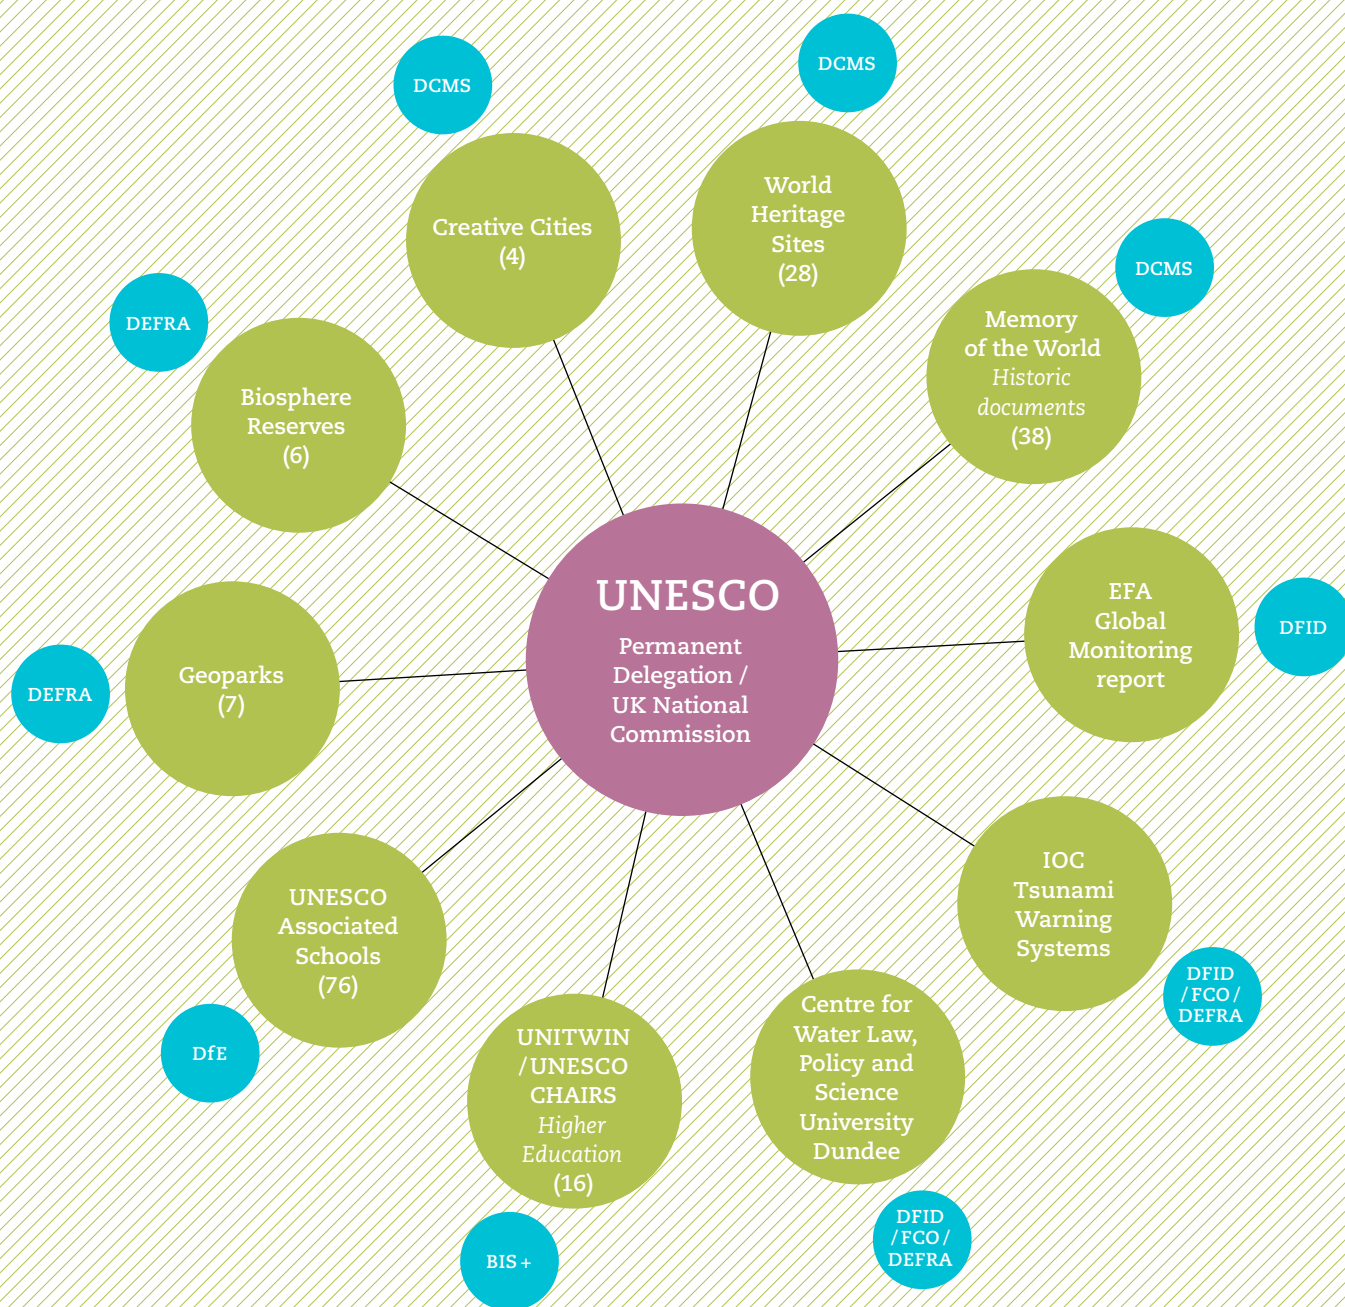 DCMS
Creative Cities
(4)
DCMS
World
Heritage
Sites
(28)
DCMS
Memory
of the World
Historic
documents
(38)
DEFRA
Biosphere
Reserves
(6)
UNESCO
Permanent
Delegation /
UK National
Commission
EFA
Global
Monitoring
report
DFID
DEFRA
Geoparks
(7)
IOC
Tsunami
Warning
Systems
DFID
/ FCO /
DEFRA
UNESCO
Associated
Schools
(76)
DfE
UNITWIN
/ UNESCO
CHAIRS
Higher
Education
(16)
BIS +
Centre for
Water Law,
Policy and
Science
University
Dundee
DFID
/ FCO /
DEFRA